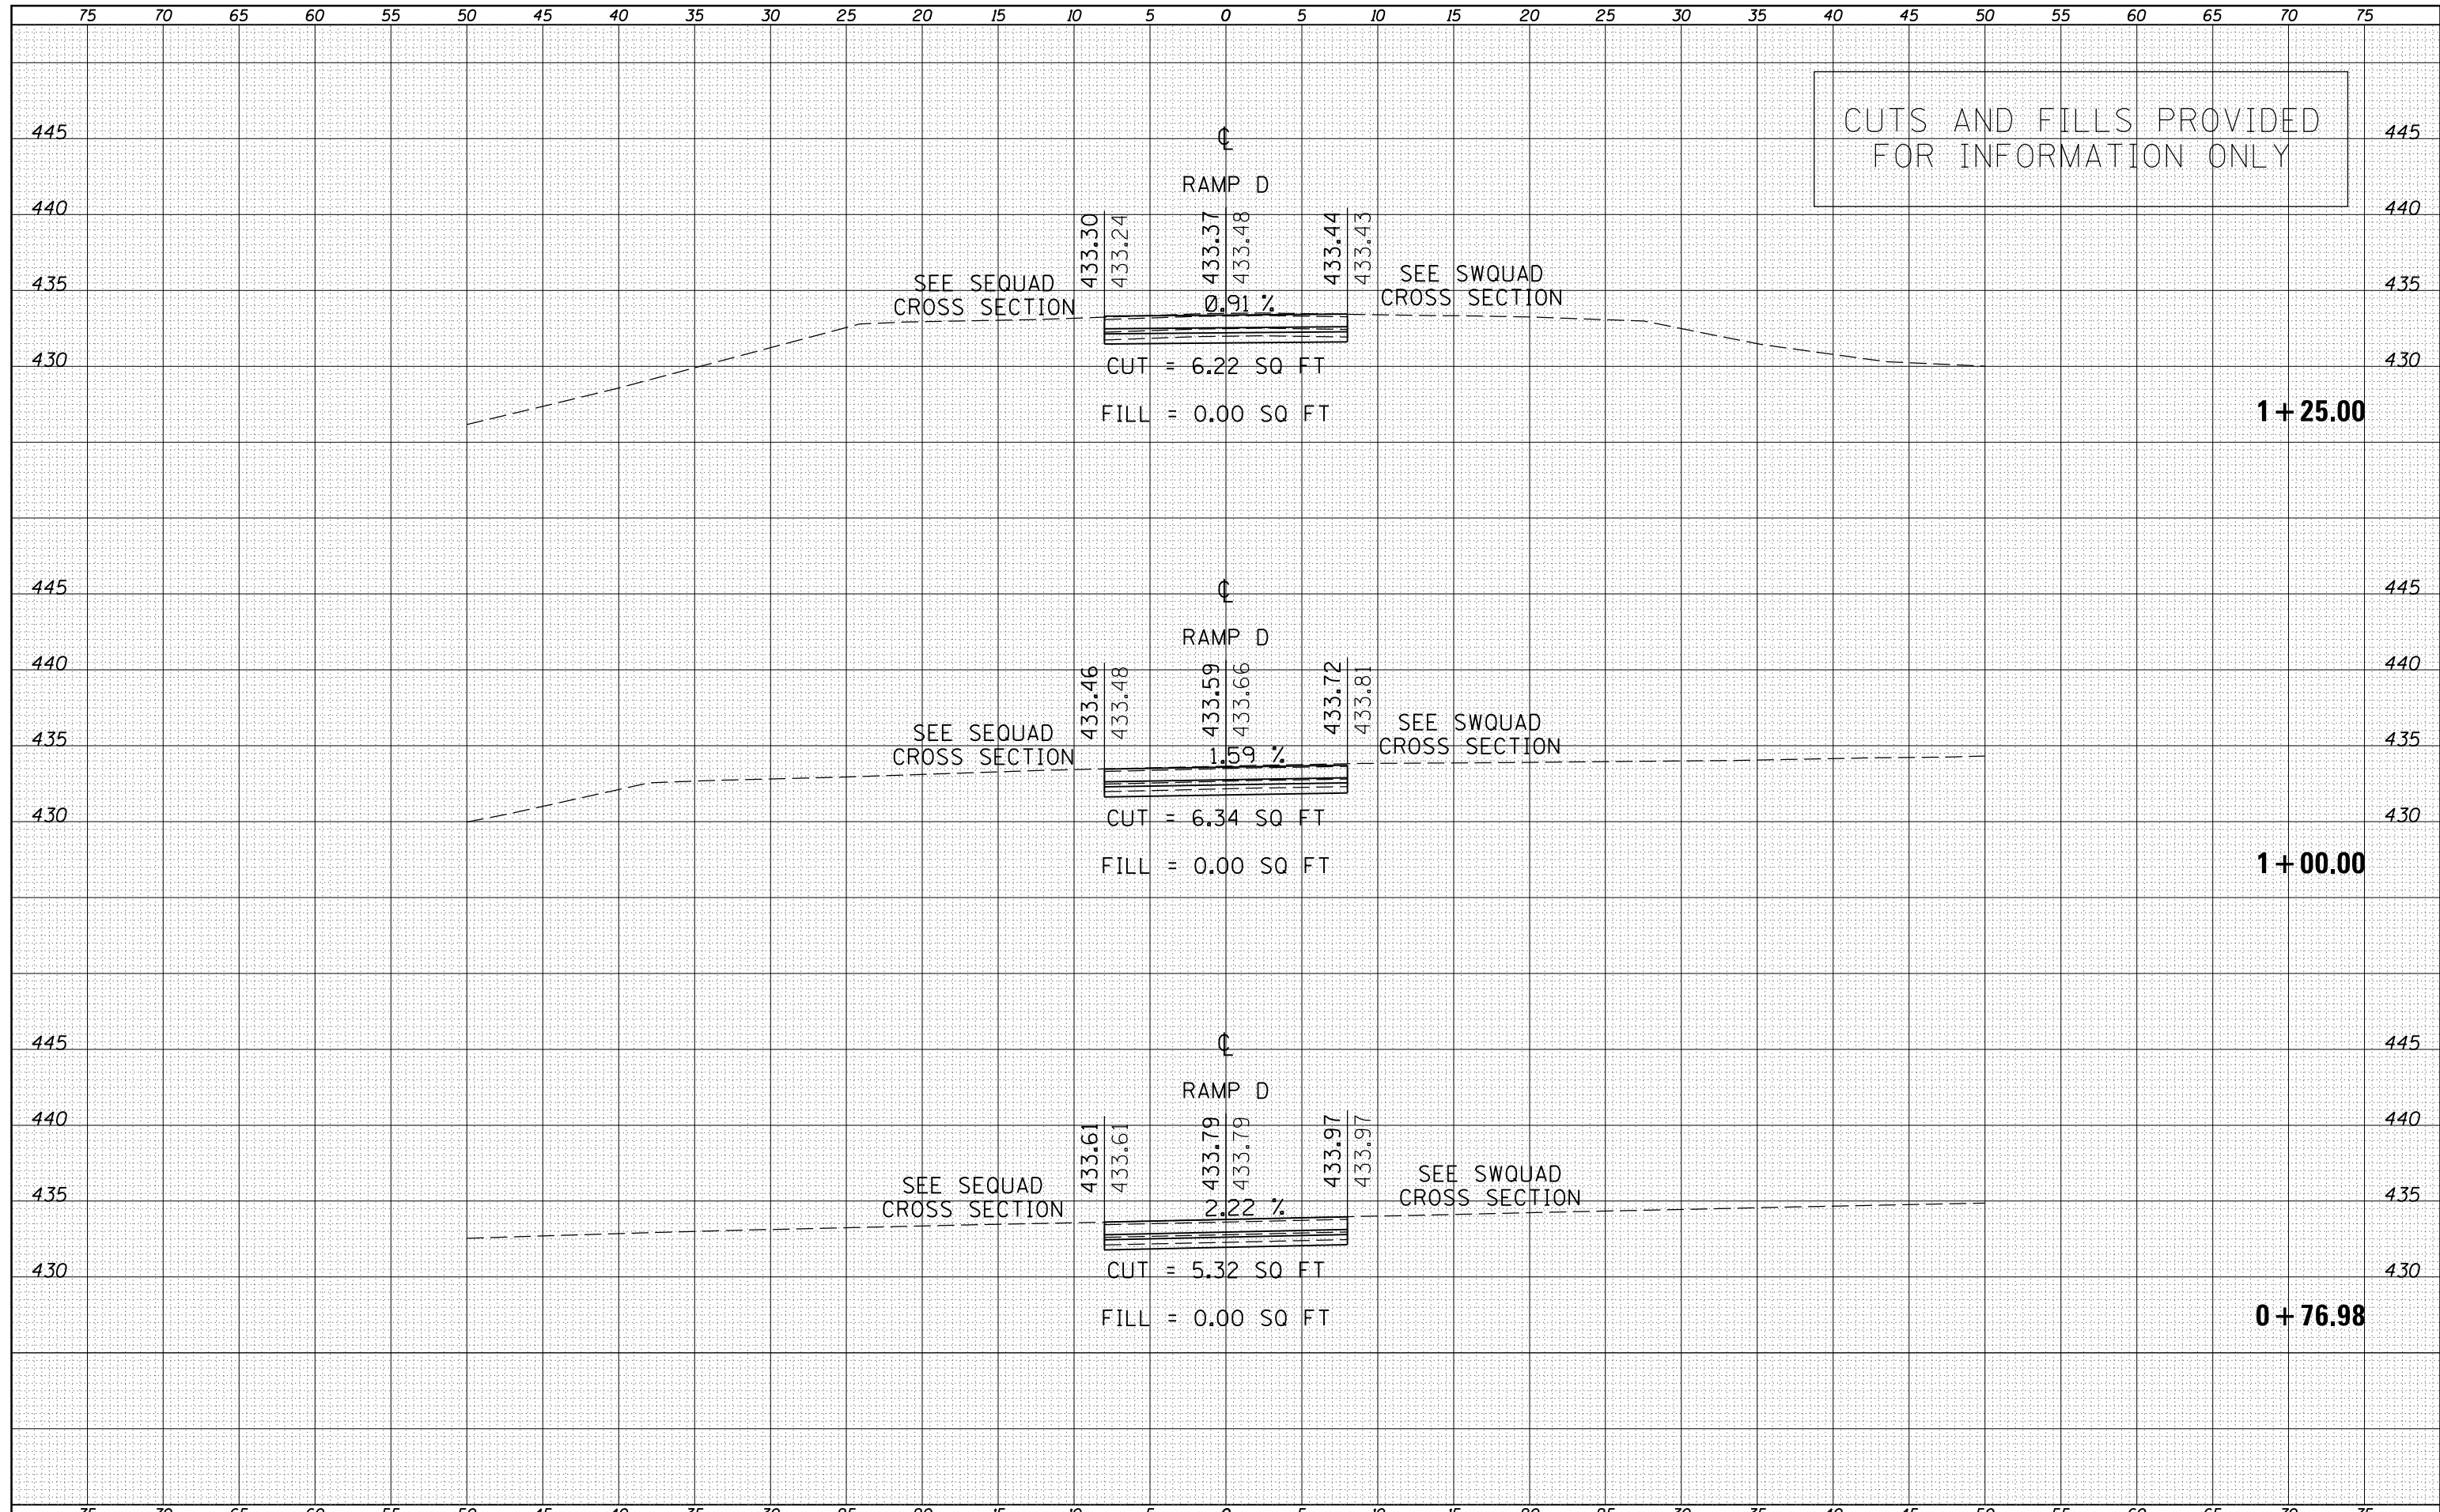 75 70 65 60 55 50 45 40 35 30 25 20 15 10 5 0 5 10 15 20 25 30 35 40 45 50 55 60 65 70 75
CUTS AND FILLS PROVIDED
FOR INFORMATION ONLY
445 ℄ 445
RAMP D
440 440
433.30 433.24 433.37 433.48 433.44 433.43
SEE SEQUAD
CROSS SECTION
SEE SWQUAD
CROSS SECTION
435 435
0.91 %
430 430
CUT = 6.22 SQ FT
FILL = 0.00 SQ FT
1+25.00
445 ℄ 445
RAMP D
440 440
433.46 433.48 433.59 433.66 433.72 433.81
SEE SEQUAD
CROSS SECTION
SEE SWQUAD
CROSS SECTION
435 435
1.59 %
430 430
CUT = 6.34 SQ FT
FILL = 0.00 SQ FT
1+00.00
445 ℄ 445
RAMP D
440 440
433.61 433.61 433.79 433.79 433.97 433.97
SEE SEQUAD
CROSS SECTION
SEE SWQUAD
CROSS SECTION
435 435
2.22 %
430 430
CUT = 5.32 SQ FT
FILL = 0.00 SQ FT
0+76.98